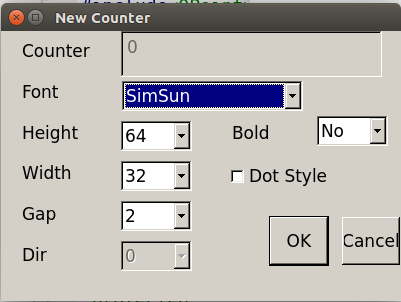 New Counter
Counter 0
Font SimSun
Height 64 Bold No
Width 32 Dot Style
Gap 2
Dir 0
OK Cancel